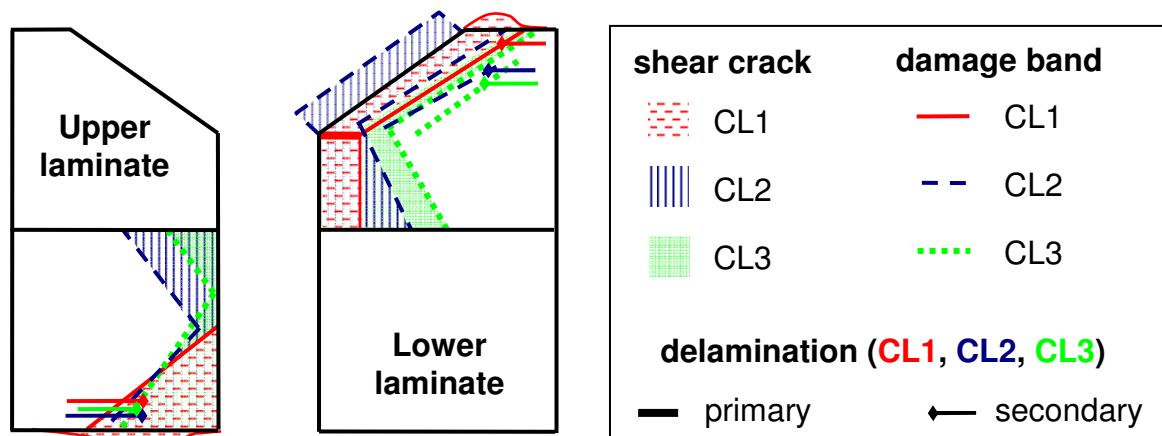 Upper
laminate
Lower
laminate
shear crack
damage band
CL1
CL1
CL2
CL2
CL3
CL3
delamination (CL1, CL2, CL3)
primary
secondary